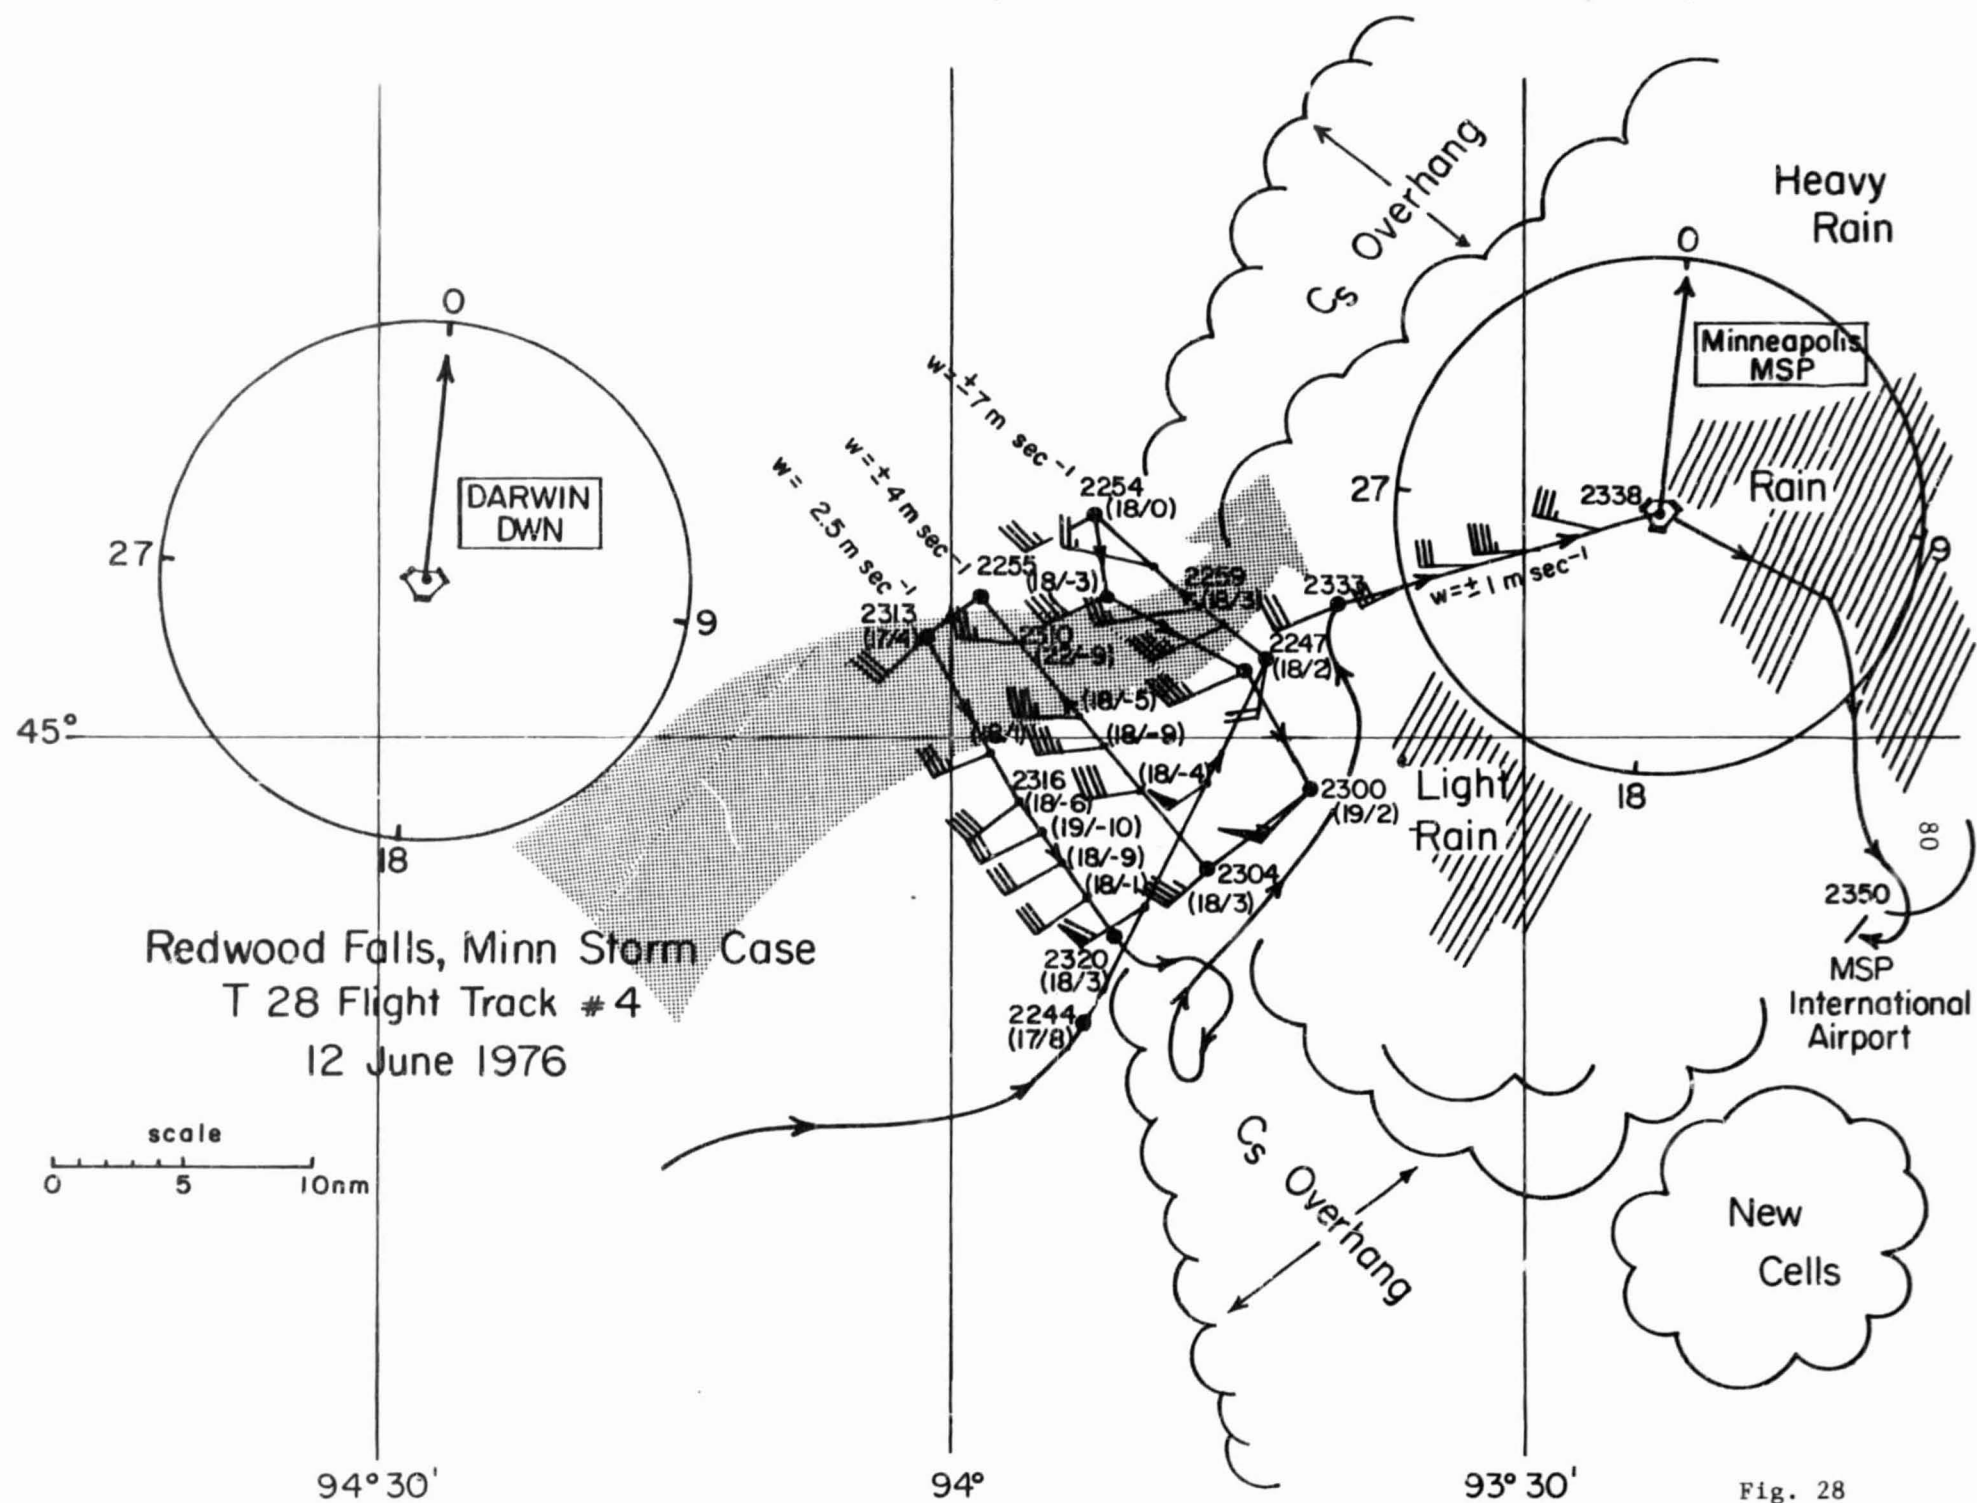 Heavy
Rain
Cs Overhang
0
Minneapolis
MSP
0
w=±7 m sec⁻¹
w=±4 m sec⁻¹
w= 2.5 m sec⁻¹
DARWIN
DWN
27
9
18
2254
(18/0)
2255
(18/-3)
2259
(18/3)
2313
(17/4)
2310
(22/-9)
2247
(18/2)
2333
2338
w=±1 m sec⁻¹
27
Rain
9
18
45°
(18/-5)
(18/-9)
(18/-4)
2316
(18/-6)
(19/-10)
(18/-9)
(18/-1)
2300
(19/2)
2304
(18/3)
Light
Rain
2320
(18/3)
2244
(17/8)
80
2350
MSP
International
Airport
Redwood Falls, Minn Storm Case
T 28 Flight Track #4
12 June 1976
scale
0 5 10nm
Cs Overhang
New
Cells
94°30'
94°
93°30'
Fig. 28